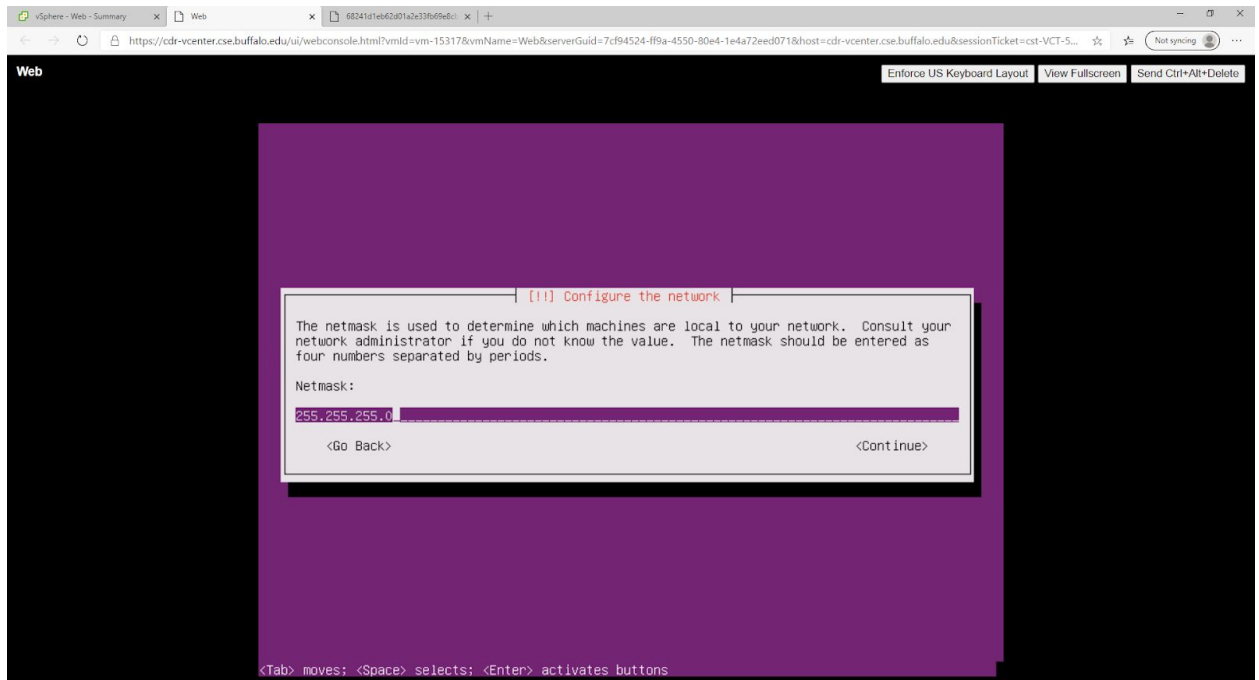 vSphere - Web - Summary
Web
68241d1eb62d01a2e33fb69e8c
https://cdr-vcenter.cse.buffalo.edu/ui/webconsole.html?vmId=vm-15317&vmName=Web&serverGuid=7cf94524-ff9a-4550-80e4-1e4a72eed071&host=cdr-vcenter.cse.buffalo.edu&sessionTicket=cst-VCT-5...
Not syncing
Web
Enforce US Keyboard Layout
View Fullscreen
Send Ctrl+Alt+Delete
[!!] Configure the network
The netmask is used to determine which machines are local to your network. Consult your
network administrator if you do not know the value. The netmask should be entered as
four numbers separated by periods.
Netmask:
255.255.255.0
<Go Back>
<Continue>
<Tab> moves; <Space> selects; <Enter> activates buttons